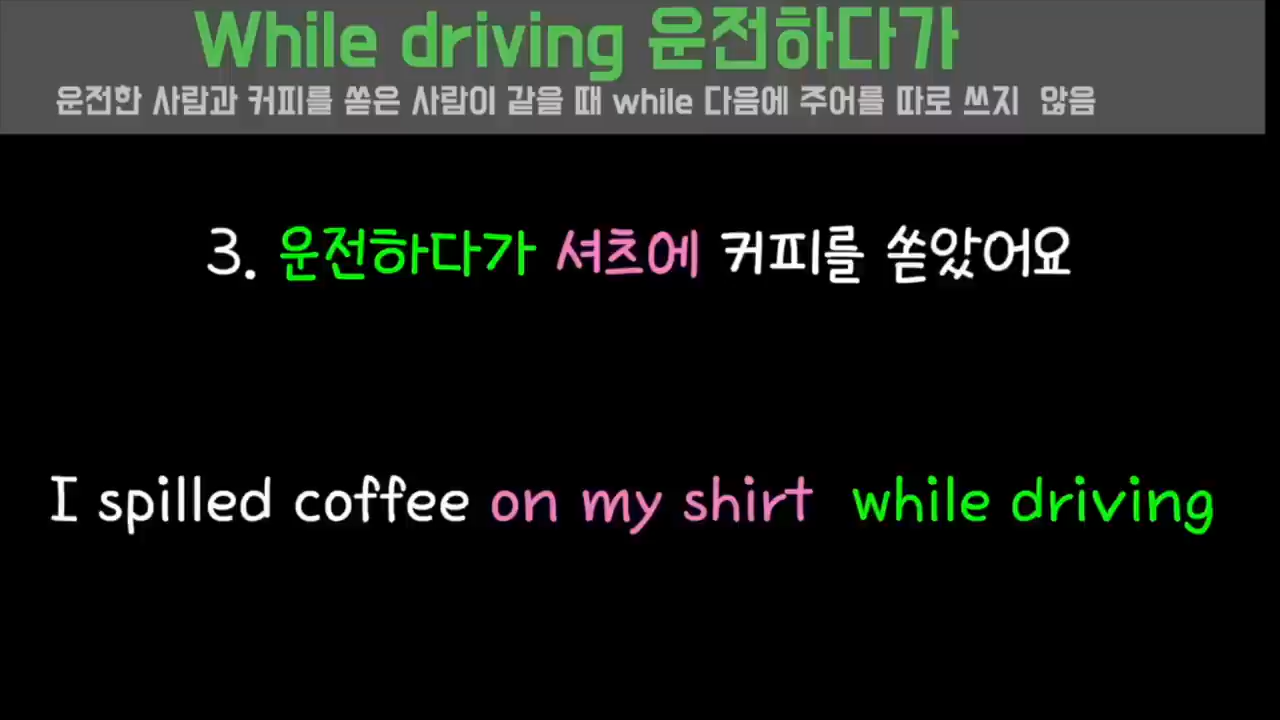 While driving 운전하다가
운전한 사람과 커피를 쏟은 사람이 같을 때 while 다음에 주어를 따로 쓰지 않음
3. 운전하다가 셔츠에 커피를 쏟았어요
I spilled coffee on my shirt while driving